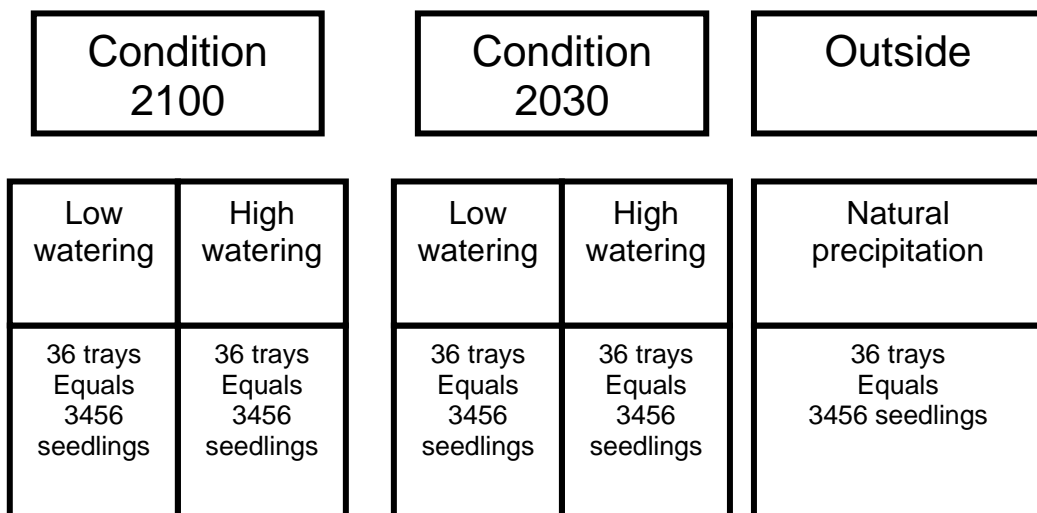 Condition
2100
Condition
2030
Outside
Low
watering
High
watering
Low
watering
High
watering
Natural
precipitation
36 trays
Equals
3456
seedlings
36 trays
Equals
3456
seedlings
36 trays
Equals
3456
seedlings
36 trays
Equals
3456
seedlings
36 trays
Equals
3456 seedlings